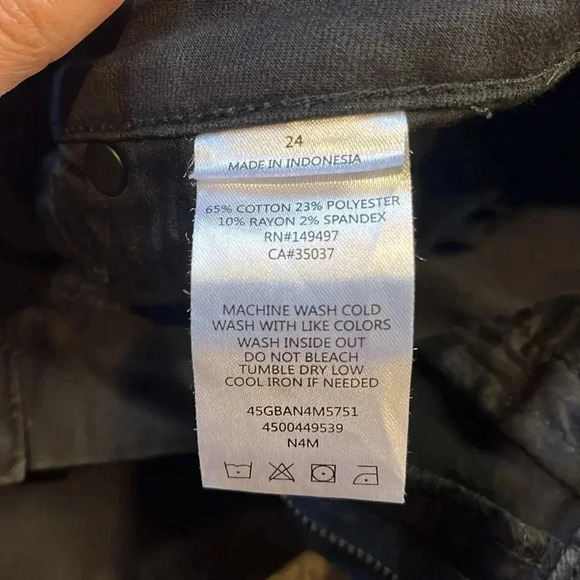 24
MADE IN INDONESIA
65% COTTON 23% POLYESTER
10% RAYON 2% SPANDEX
RN#149497
CA#35037
MACHINE WASH COLD
WASH WITH LIKE COLORS
WASH INSIDE OUT
DO NOT BLEACH
TUMBLE DRY LOW
COOL IRON IF NEEDED
45GBAN4M5751
4500449539
N4M